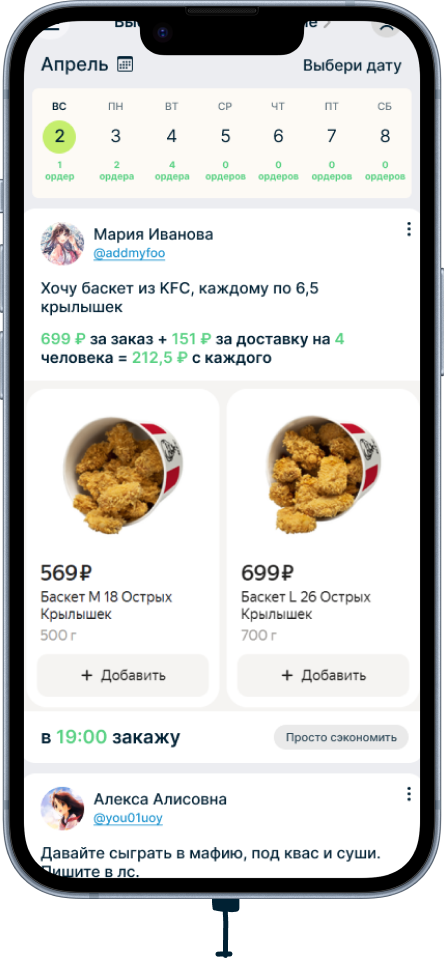 Апрель
Выбери дату
ВС ПН ВТ СР ЧТ ПТ СБ
2 3 4 5 6 7 8
1 2 4 0 0 0 0
ордер ордера ордера ордеров ордеров ордеров ордеров
Мария Иванова
@addmyfoo
Хочу баскет из KFC, каждому по 6,5
крылышек
699 ₽ за заказ + 151 ₽ за доставку на 4
человека = 212,5 ₽ с каждого
569₽
Баскет М 18 Острых
Крылышек
500 г
+ Добавить
699₽
Баскет L 26 Острых
Крылышек
700 г
+ Добавить
в 19:00 закажу
Просто сэкономить
Алекса Алисовна
@you01uoy
Давайте сыграть в мафию, под квас и суши.
Пишите в лс.